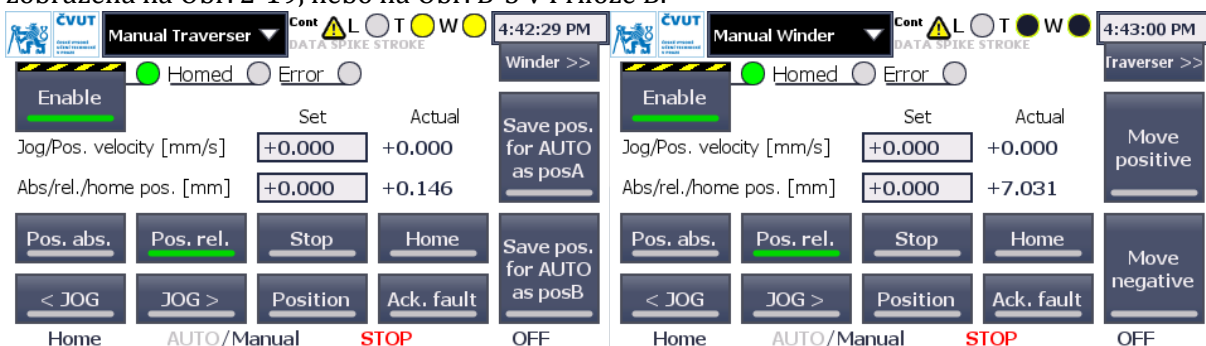 zobrazena na Obr. 2-19, nebo na Obr. B-3 v Příloze B.
ČVUT Manual Traverser Cont L T W 4:42:29 PM
DATA SPIKE STROKE
Homed Error Winder >>
Enable
Set Actual
Jog/Pos. velocity [mm/s] +0.000 +0.000
Abs/rel./home pos. [mm] +0.000 +0.146
Save pos.
for AUTO
as posA
Pos. abs. Pos. rel. Stop Home
< JOG JOG > Position Ack. fault
Save pos.
for AUTO
as posB
Home AUTO/Manual STOP OFF
ČVUT Manual Winder Cont L T W 4:43:00 PM
DATA SPIKE STROKE
Homed Error Traverser >>
Enable
Set Actual
Jog/Pos. velocity [mm/s] +0.000 +0.000
Abs/rel./home pos. [mm] +0.000 +7.031
Move
positive
Pos. abs. Pos. rel. Stop Home
< JOG JOG > Position Ack. fault
Move
negative
Home AUTO/Manual STOP OFF